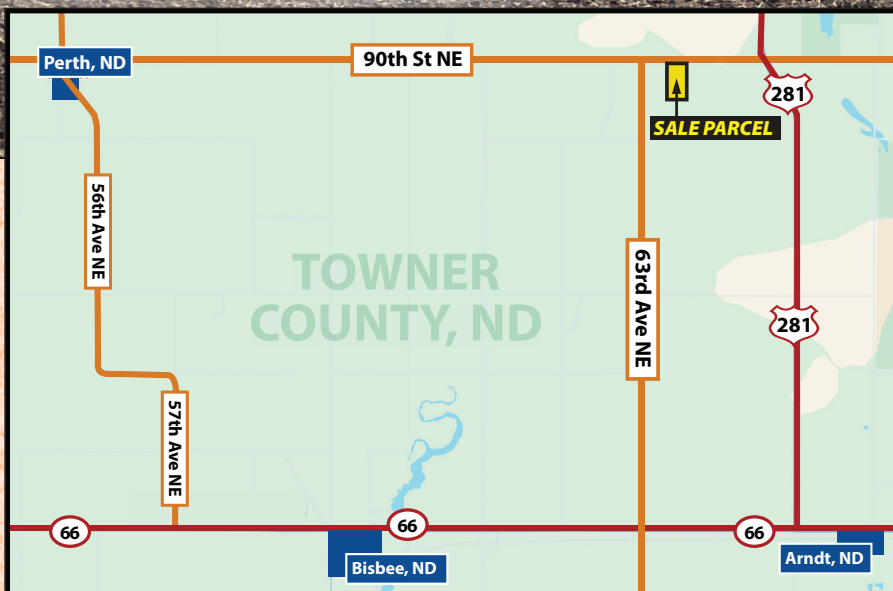 Perth, ND
90th St NE
281
SALE PARCEL
56th Ave NE
TOWNER
COUNTY, ND
63rd Ave NE
281
57th Ave NE
66
66
66
Bisbee, ND
Arndt, ND